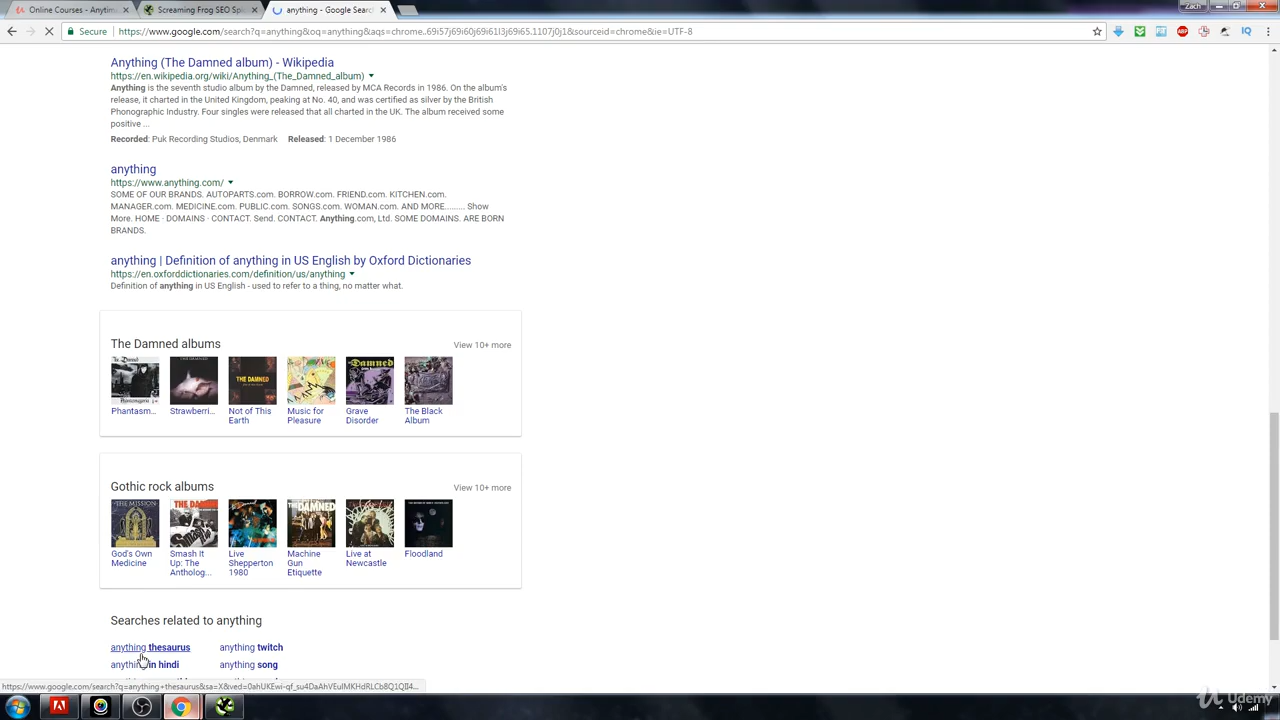 Online Courses - Anytim
Screaming Frog SEO Sp
anything - Google Searc
Zach
Secure
https://www.google.com/search?q=anything&oq=anything&aqs=chrome..69i57j69i60j69i61l3j69i65.1107j0j1&sourceid=chrome&ie=UTF-8
Anything (The Damned album) - Wikipedia
https://en.wikipedia.org/wiki/Anything_(The_Damned_album)
Anything is the seventh studio album by the Damned, released by MCA Records in 1986. On the album's
release, it charted in the United Kingdom, peaking at No. 40, and was certified as silver by the British
Phonographic Industry. Four singles were released that all charted in the UK. The album received some
positive ...
Recorded: Puk Recording Studios, Denmark Released: 1 December 1986
anything
https://www.anything.com/
SOME OF OUR BRANDS. AUTOPARTS.com. BORROW.com. FRIEND.com. KITCHEN.com.
MANAGER.com. MEDICINE.com. PUBLIC.com. SONGS.com. WOMAN.com. AND MORE......... Show
More. HOME · DOMAINS · CONTACT. Send. CONTACT. Anything.com, Ltd. SOME DOMAINS. ARE BORN
BRANDS.
anything | Definition of anything in US English by Oxford Dictionaries
https://en.oxforddictionaries.com/definition/us/anything
Definition of anything in US English - used to refer to a thing, no matter what.
The Damned albums
View 10+ more
Phantasm...
Strawberri...
Not of This
Earth
Music for
Pleasure
Grave
Disorder
The Black
Album
Gothic rock albums
View 10+ more
God's Own
Medicine
Smash It
Up: The
Antholog...
Live
Shepperton
1980
Machine
Gun
Etiquette
Live at
Newcastle
Floodland
Searches related to anything
anything thesaurus
anything twitch
anything in hindi
anything song
Udemy